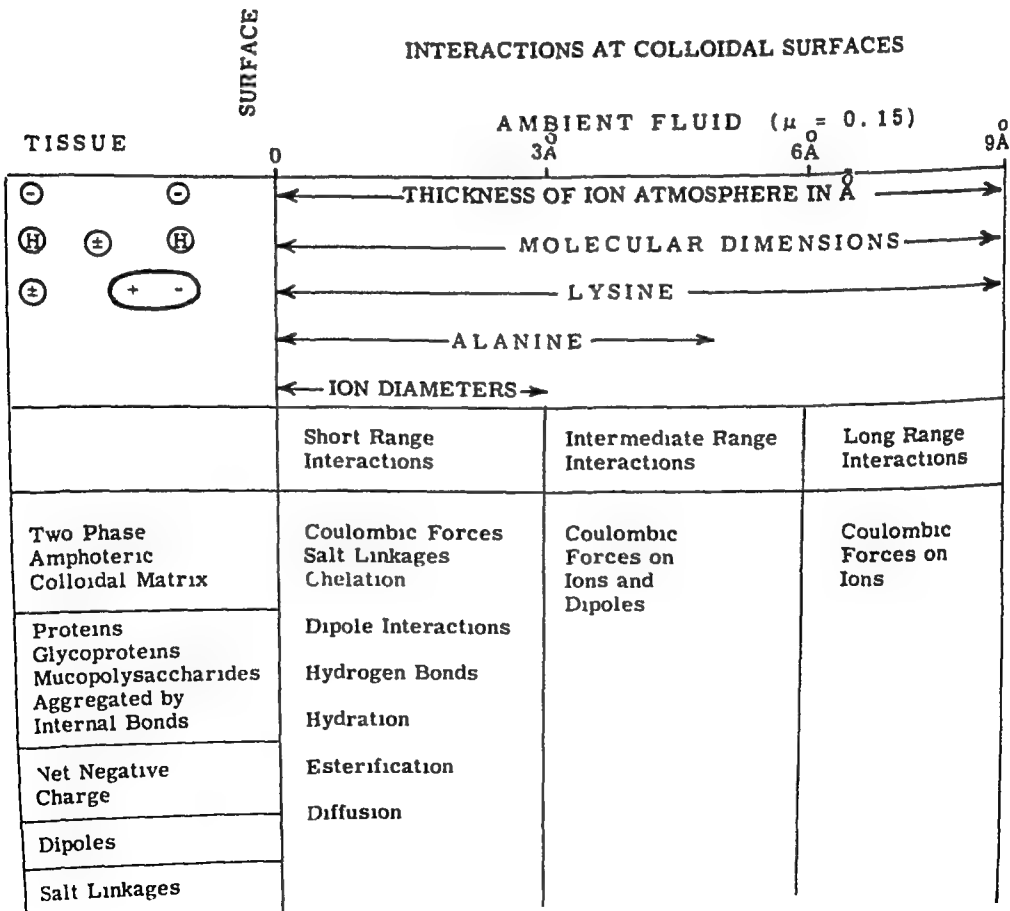 SURFACE
INTERACTIONS AT COLLOIDAL SURFACES
AMBIENT FLUID (μ = 0.15)
TISSUE
0 3Å 6Å 9Å
⊖ ⊖
THICKNESS OF ION ATMOSPHERE IN Å
Ⓗ ± Ⓗ
MOLECULAR DIMENSIONS
± + -
LYSINE
ALANINE
ION DIAMETERS
Short Range
Interactions
Intermediate Range
Interactions
Long Range
Interactions
Two Phase
Amphoteric
Colloidal Matrix
Coulombic Forces
Salt Linkages
Chelation
Coulombic
Forces on
Ions and
Dipoles
Coulombic
Forces on
Ions
Proteins
Glycoproteins
Mucopolysaccharides
Aggregated by
Internal Bonds
Dipole Interactions
Hydrogen Bonds
Hydration
Net Negative
Charge
Esterification
Diffusion
Dipoles
Salt Linkages